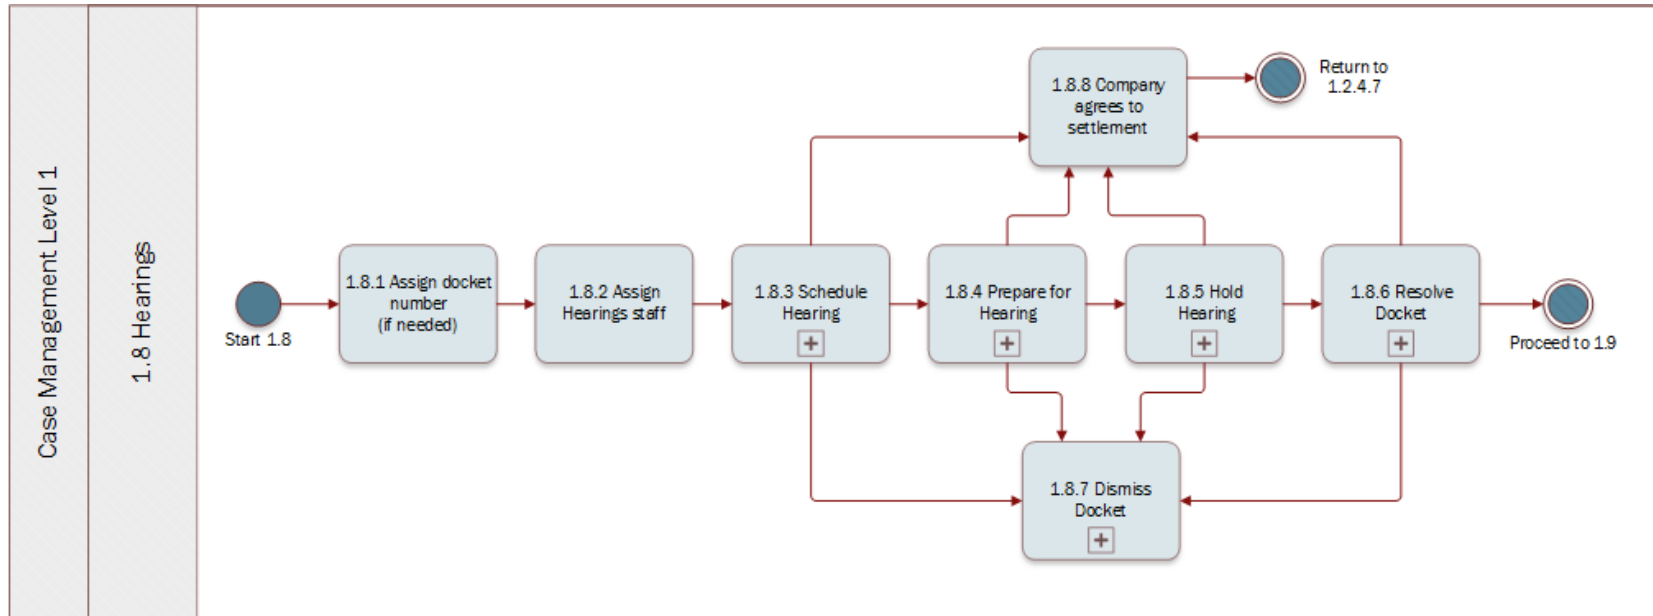 Case Management Level 1
1.8 Hearings
Start 1.8
1.8.1 Assign docket
number
(if needed)
1.8.2 Assign
Hearings staff
1.8.3 Schedule
Hearing
1.8.4 Prepare for
Hearing
1.8.5 Hold
Hearing
1.8.6 Resolve
Docket
Proceed to 1.9
1.8.8 Company
agrees to
settlement
Return to
1.2.4.7
1.8.7 Dismiss
Docket